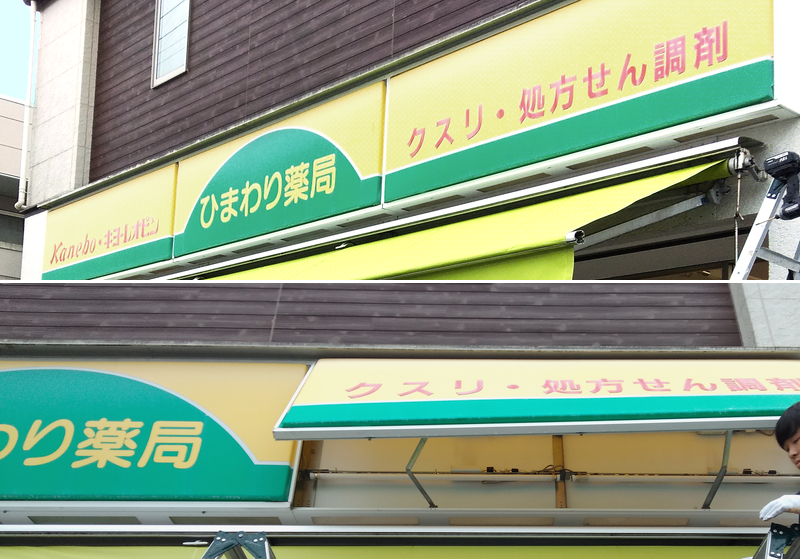 Kanebo・キヨーレオピン
ひまわり薬局
クスリ・処方せん調剤
わり薬局
クスリ・処方せん調剤